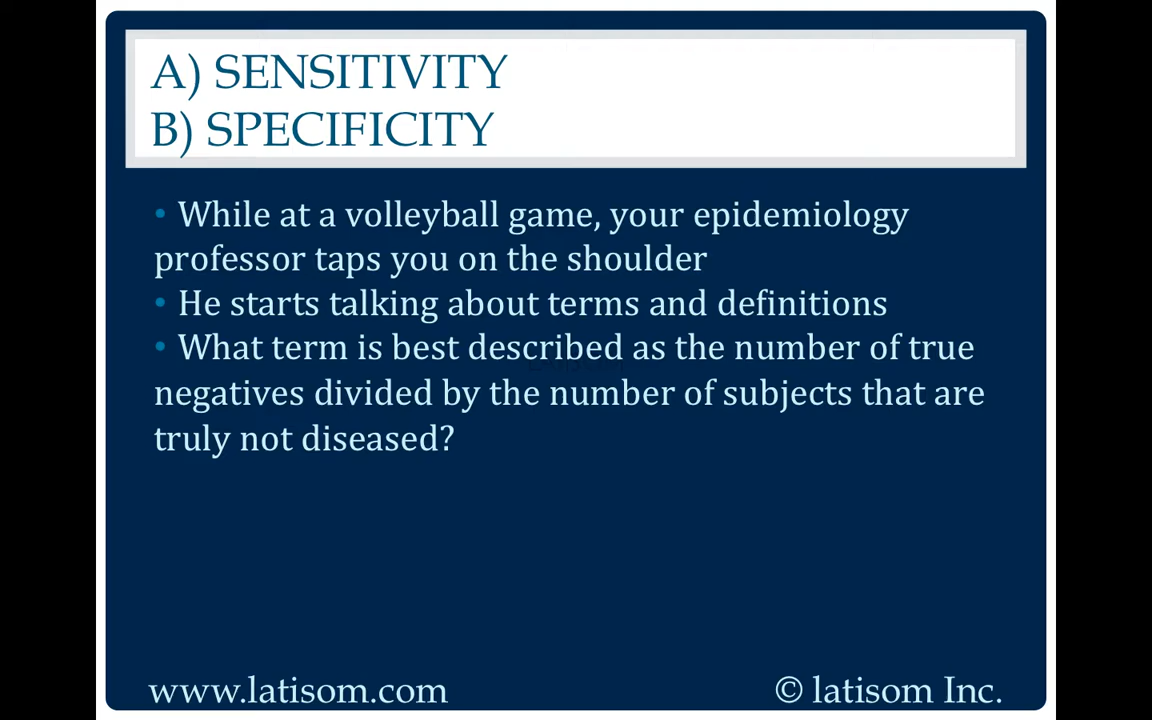 A) SENSITIVITY
B) SPECIFICITY
• While at a volleyball game, your epidemiology
professor taps you on the shoulder
• He starts talking about terms and definitions
• What term is best described as the number of true
negatives divided by the number of subjects that are
truly not diseased?
www.latisom.com
© latisom Inc.